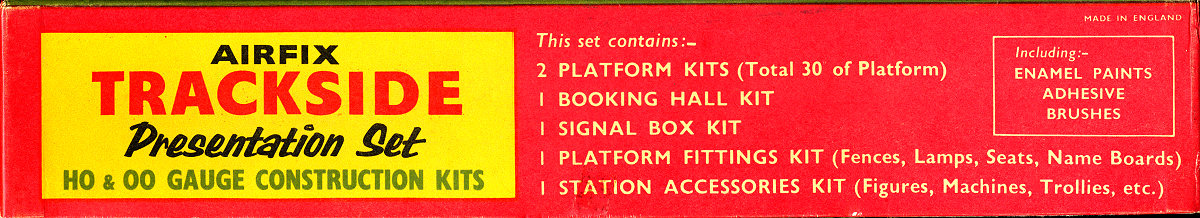 AIRFIX
TRACKSIDE
Presentation Set
HO & OO GAUGE CONSTRUCTION KITS
This set contains:–
2 PLATFORM KITS (Total 30 of Platform)
1 BOOKING HALL KIT
1 SIGNAL BOX KIT
1 PLATFORM FITTINGS KIT (Fences, Lamps, Seats, Name Boards)
1 STATION ACCESSORIES KIT (Figures, Machines, Trollies, etc.)
MADE IN ENGLAND
Including:–
ENAMEL PAINTS
ADHESIVE
BRUSHES